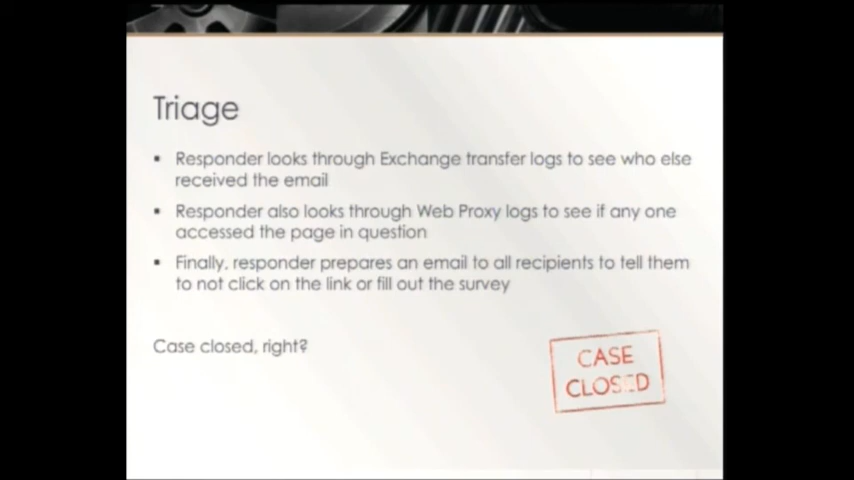 Triage
▪ Responder looks through Exchange transfer logs to see who else
received the email
▪ Responder also looks through Web Proxy logs to see if any one
accessed the page in question
▪ Finally, responder prepares an email to all recipients to tell them
to not click on the link or fill out the survey
Case closed, right?
CASE
CLOSED